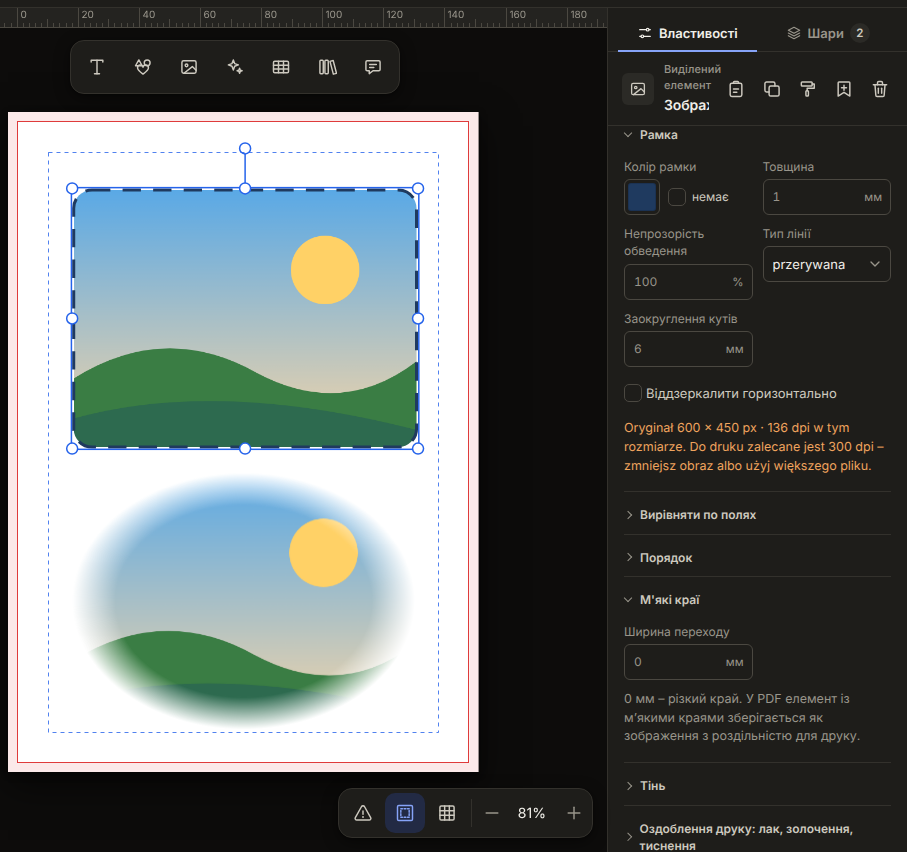 0 20 40 60 80 100 120 140 160 180
Властивості
Шари 2
Виділений
елемент
Зобра
Рамка
Колір рамки
Товщина
немає
1 мм
Непрозорість
обведення
Тип лінії
100 %
przerywana
Заокруглення кутів
6 мм
Віддзеркалити горизонтально
Oryginał 600 × 450 px · 136 dpi w tym
rozmiarze. Do druku zalecane jest 300 dpi –
zmniejsz obraz albo użyj większego pliku.
Вирівняти по полях
Порядок
М'які краї
Ширина переходу
0 мм
0 мм – різкий край. У PDF елемент із
м'якими краями зберігається як
зображення з роздільністю для друку.
Тінь
Оздоблення друку: лак, золочення,
тиснення
81%